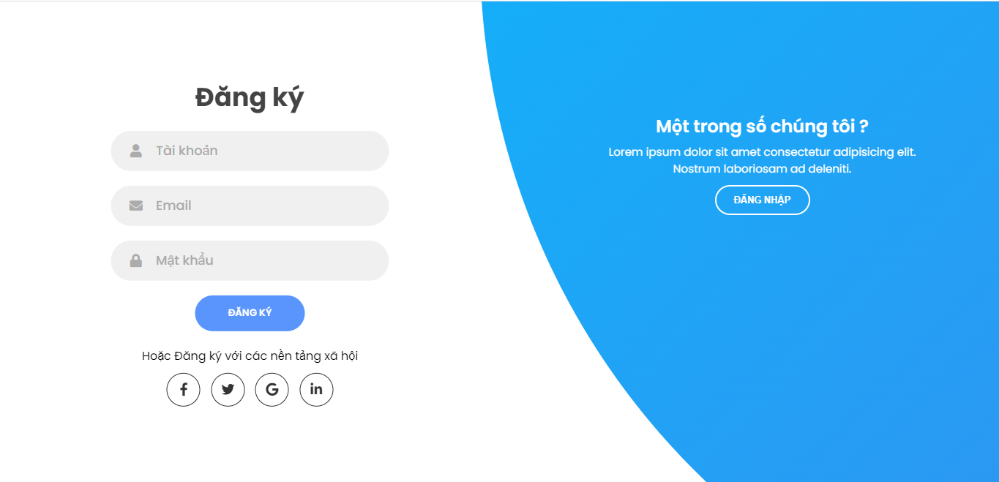 Đăng ký
Tài khoản
Email
Mật khẩu
ĐĂNG KÝ
Hoặc Đăng ký với các nền tảng xã hội
Một trong số chúng tôi ?
Lorem ipsum dolor sit amet consectetur adipisicing elit.
Nostrum laboriosam ad deleniti.
ĐĂNG NHẬP